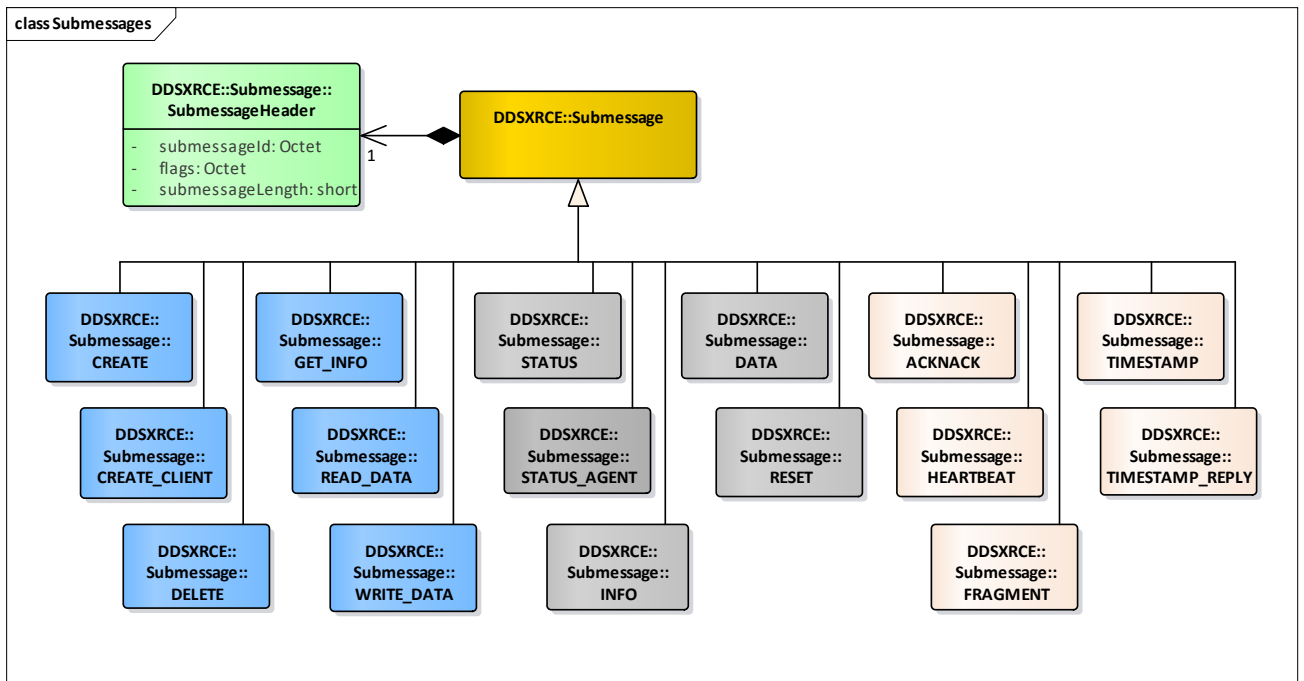 class Submessages
DDSXRCE::Submessage::
SubmessageHeader
- submessageId: Octet
- flags: Octet
- submessageLength: short
1
DDSXRCE::Submessage
DDSXRCE::
Submessage::
CREATE
DDSXRCE::
Submessage::
GET_INFO
DDSXRCE::
Submessage::
STATUS
DDSXRCE::
Submessage::
DATA
DDSXRCE::
Submessage::
ACKNACK
DDSXRCE::
Submessage::
TIMESTAMP
DDSXRCE::
Submessage::
CREATE_CLIENT
DDSXRCE::
Submessage::
READ_DATA
DDSXRCE::
Submessage::
STATUS_AGENT
DDSXRCE::
Submessage::
RESET
DDSXRCE::
Submessage::
HEARTBEAT
DDSXRCE::
Submessage::
TIMESTAMP_REPLY
DDSXRCE::
Submessage::
DELETE
DDSXRCE::
Submessage::
WRITE_DATA
DDSXRCE::
Submessage::
INFO
DDSXRCE::
Submessage::
FRAGMENT